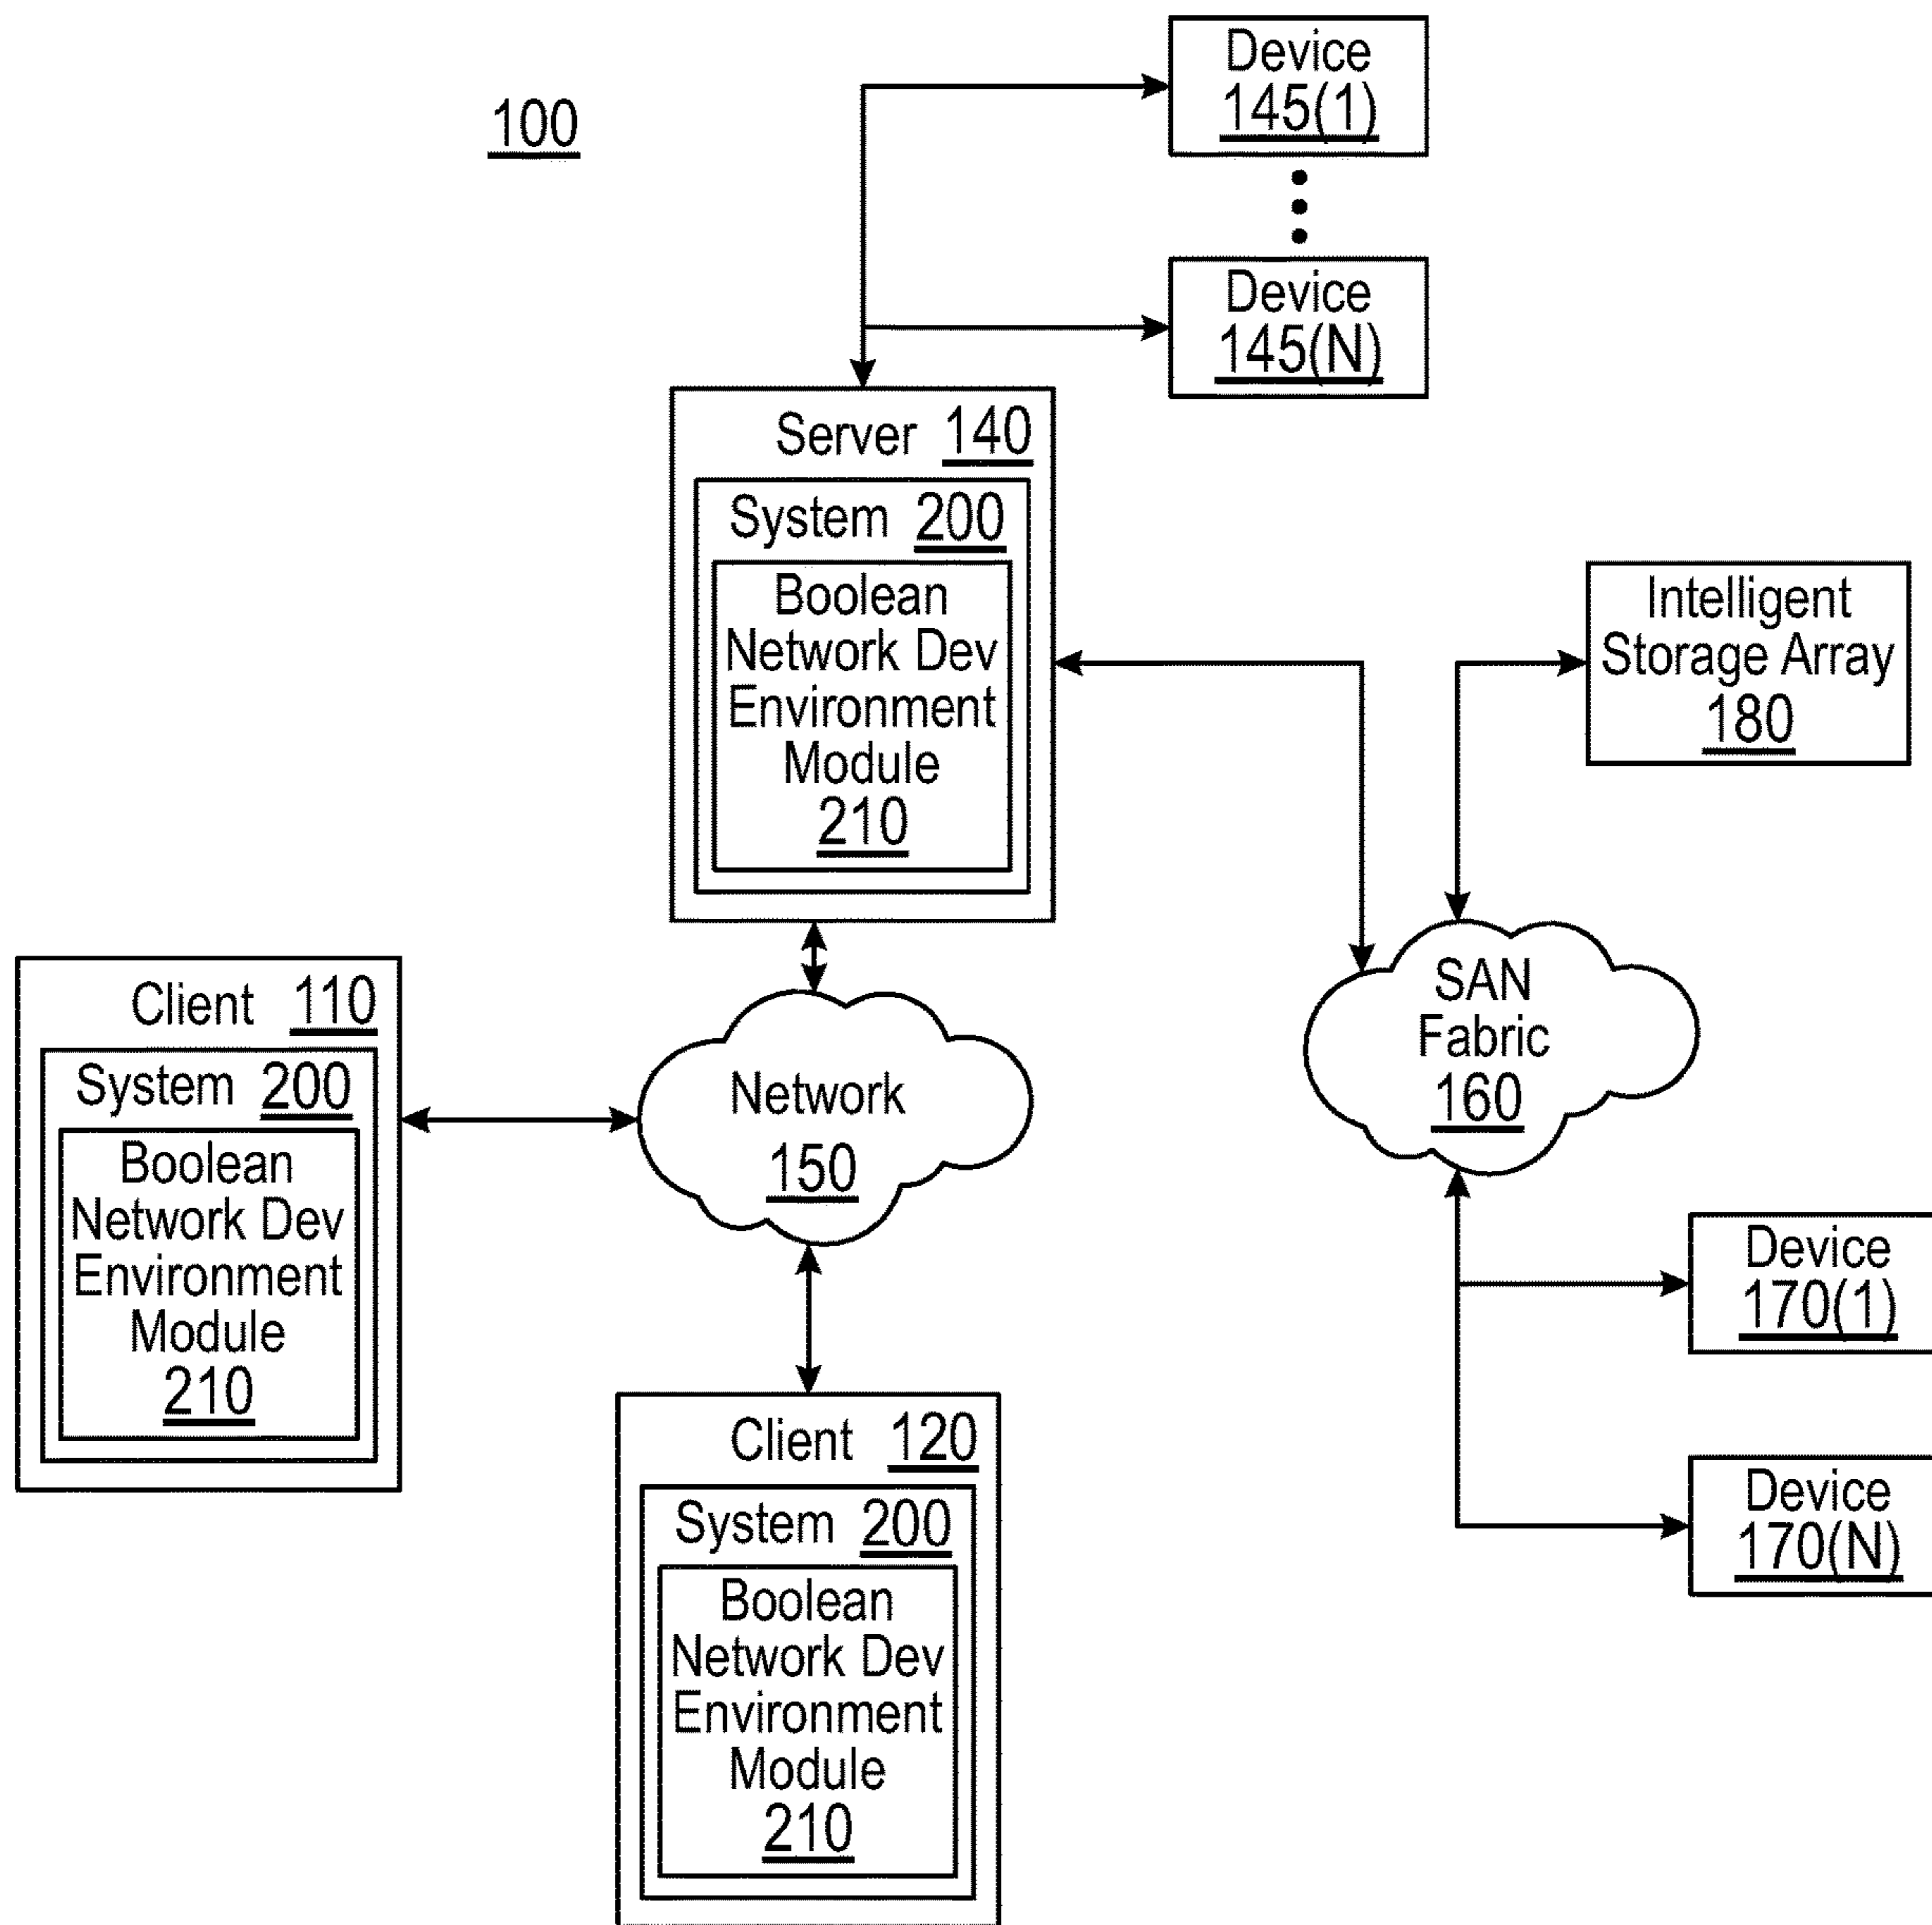 100
Device
145(1)
Device
145(N)
Server 140
System 200
Boolean
Network Dev
Environment
Module
210
Intelligent
Storage Array
180
Client 110
System 200
Boolean
Network Dev
Environment
Module
210
Network
150
SAN
Fabric
160
Device
170(1)
Device
170(N)
Client 120
System 200
Boolean
Network Dev
Environment
Module
210